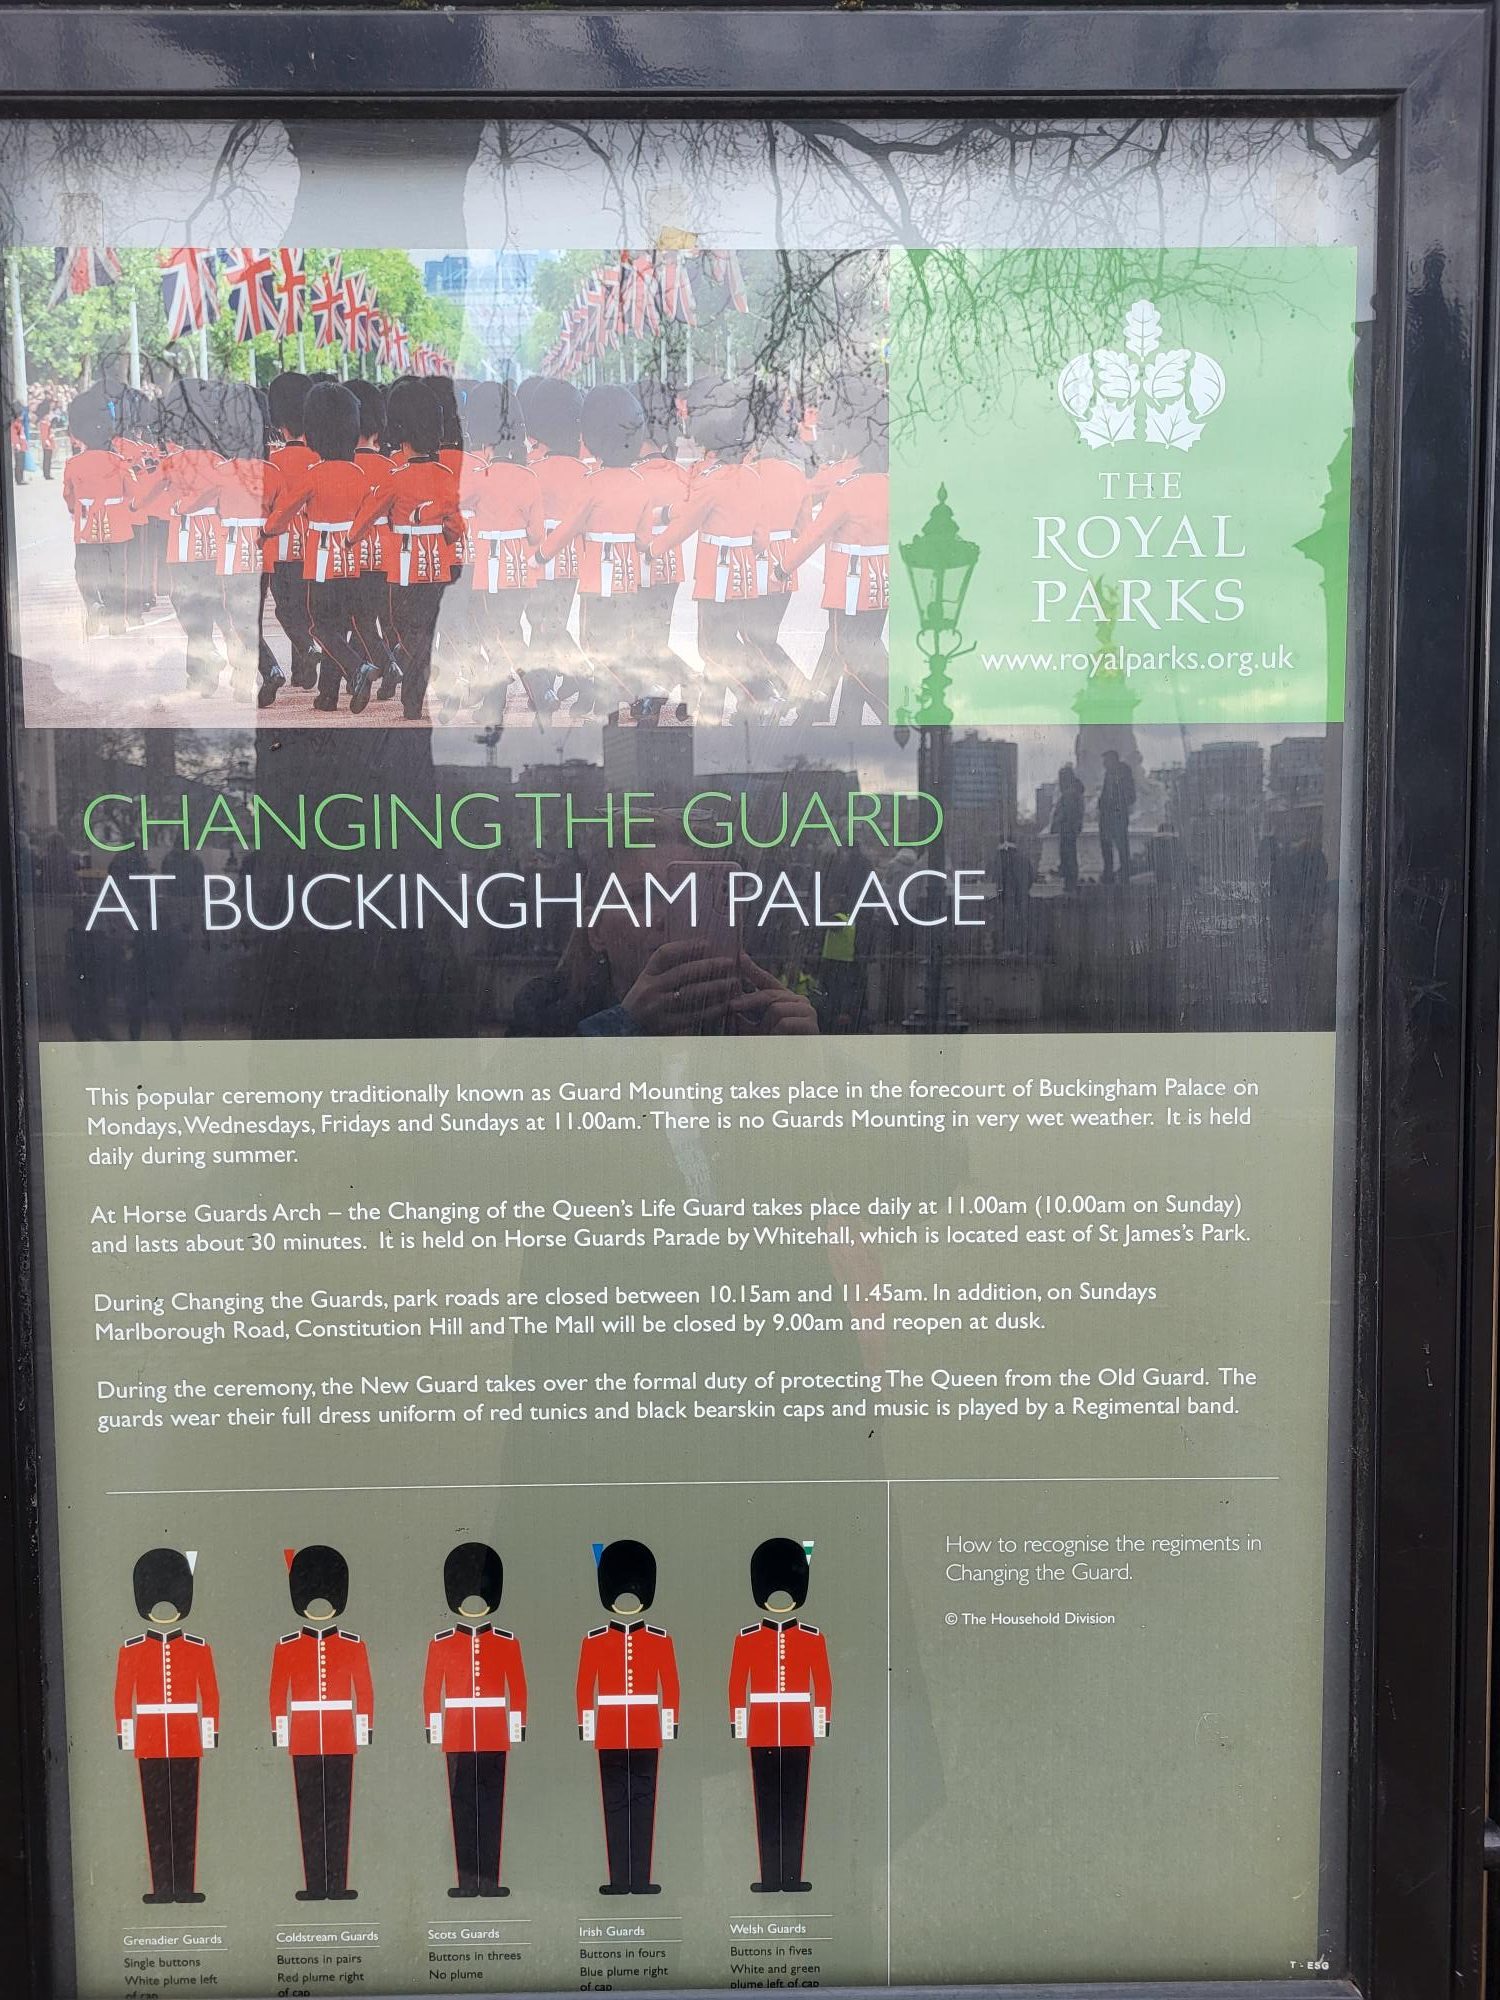 THE
ROYAL
PARKS
www.royalparks.org.uk
CHANGING THE GUARD
AT BUCKINGHAM PALACE
This popular ceremony traditionally known as Guard Mounting takes place in the forecourt of Buckingham Palace on
Mondays, Wednesdays, Fridays and Sundays at 11.00am. There is no Guards Mounting in very wet weather. It is held
daily during summer.
At Horse Guards Arch – the Changing of the Queen's Life Guard takes place daily at 11.00am (10.00am on Sunday)
and lasts about 30 minutes. It is held on Horse Guards Parade by Whitehall, which is located east of St James's Park.
During Changing the Guards, park roads are closed between 10.15am and 11.45am. In addition, on Sundays
Marlborough Road, Constitution Hill and The Mall will be closed by 9.00am and reopen at dusk.
During the ceremony, the New Guard takes over the formal duty of protecting The Queen from the Old Guard. The
guards wear their full dress uniform of red tunics and black bearskin caps and music is played by a Regimental band.
How to recognise the regiments in
Changing the Guard.
© The Household Division
Grenadier Guards
Single buttons
White plume left
of cap
Coldstream Guards
Buttons in pairs
Red plume right
of cap
Scots Guards
Buttons in threes
No plume
Irish Guards
Buttons in fours
Blue plume right
of cap
Welsh Guards
Buttons in fives
White and green
plume left of cap
T - ESG